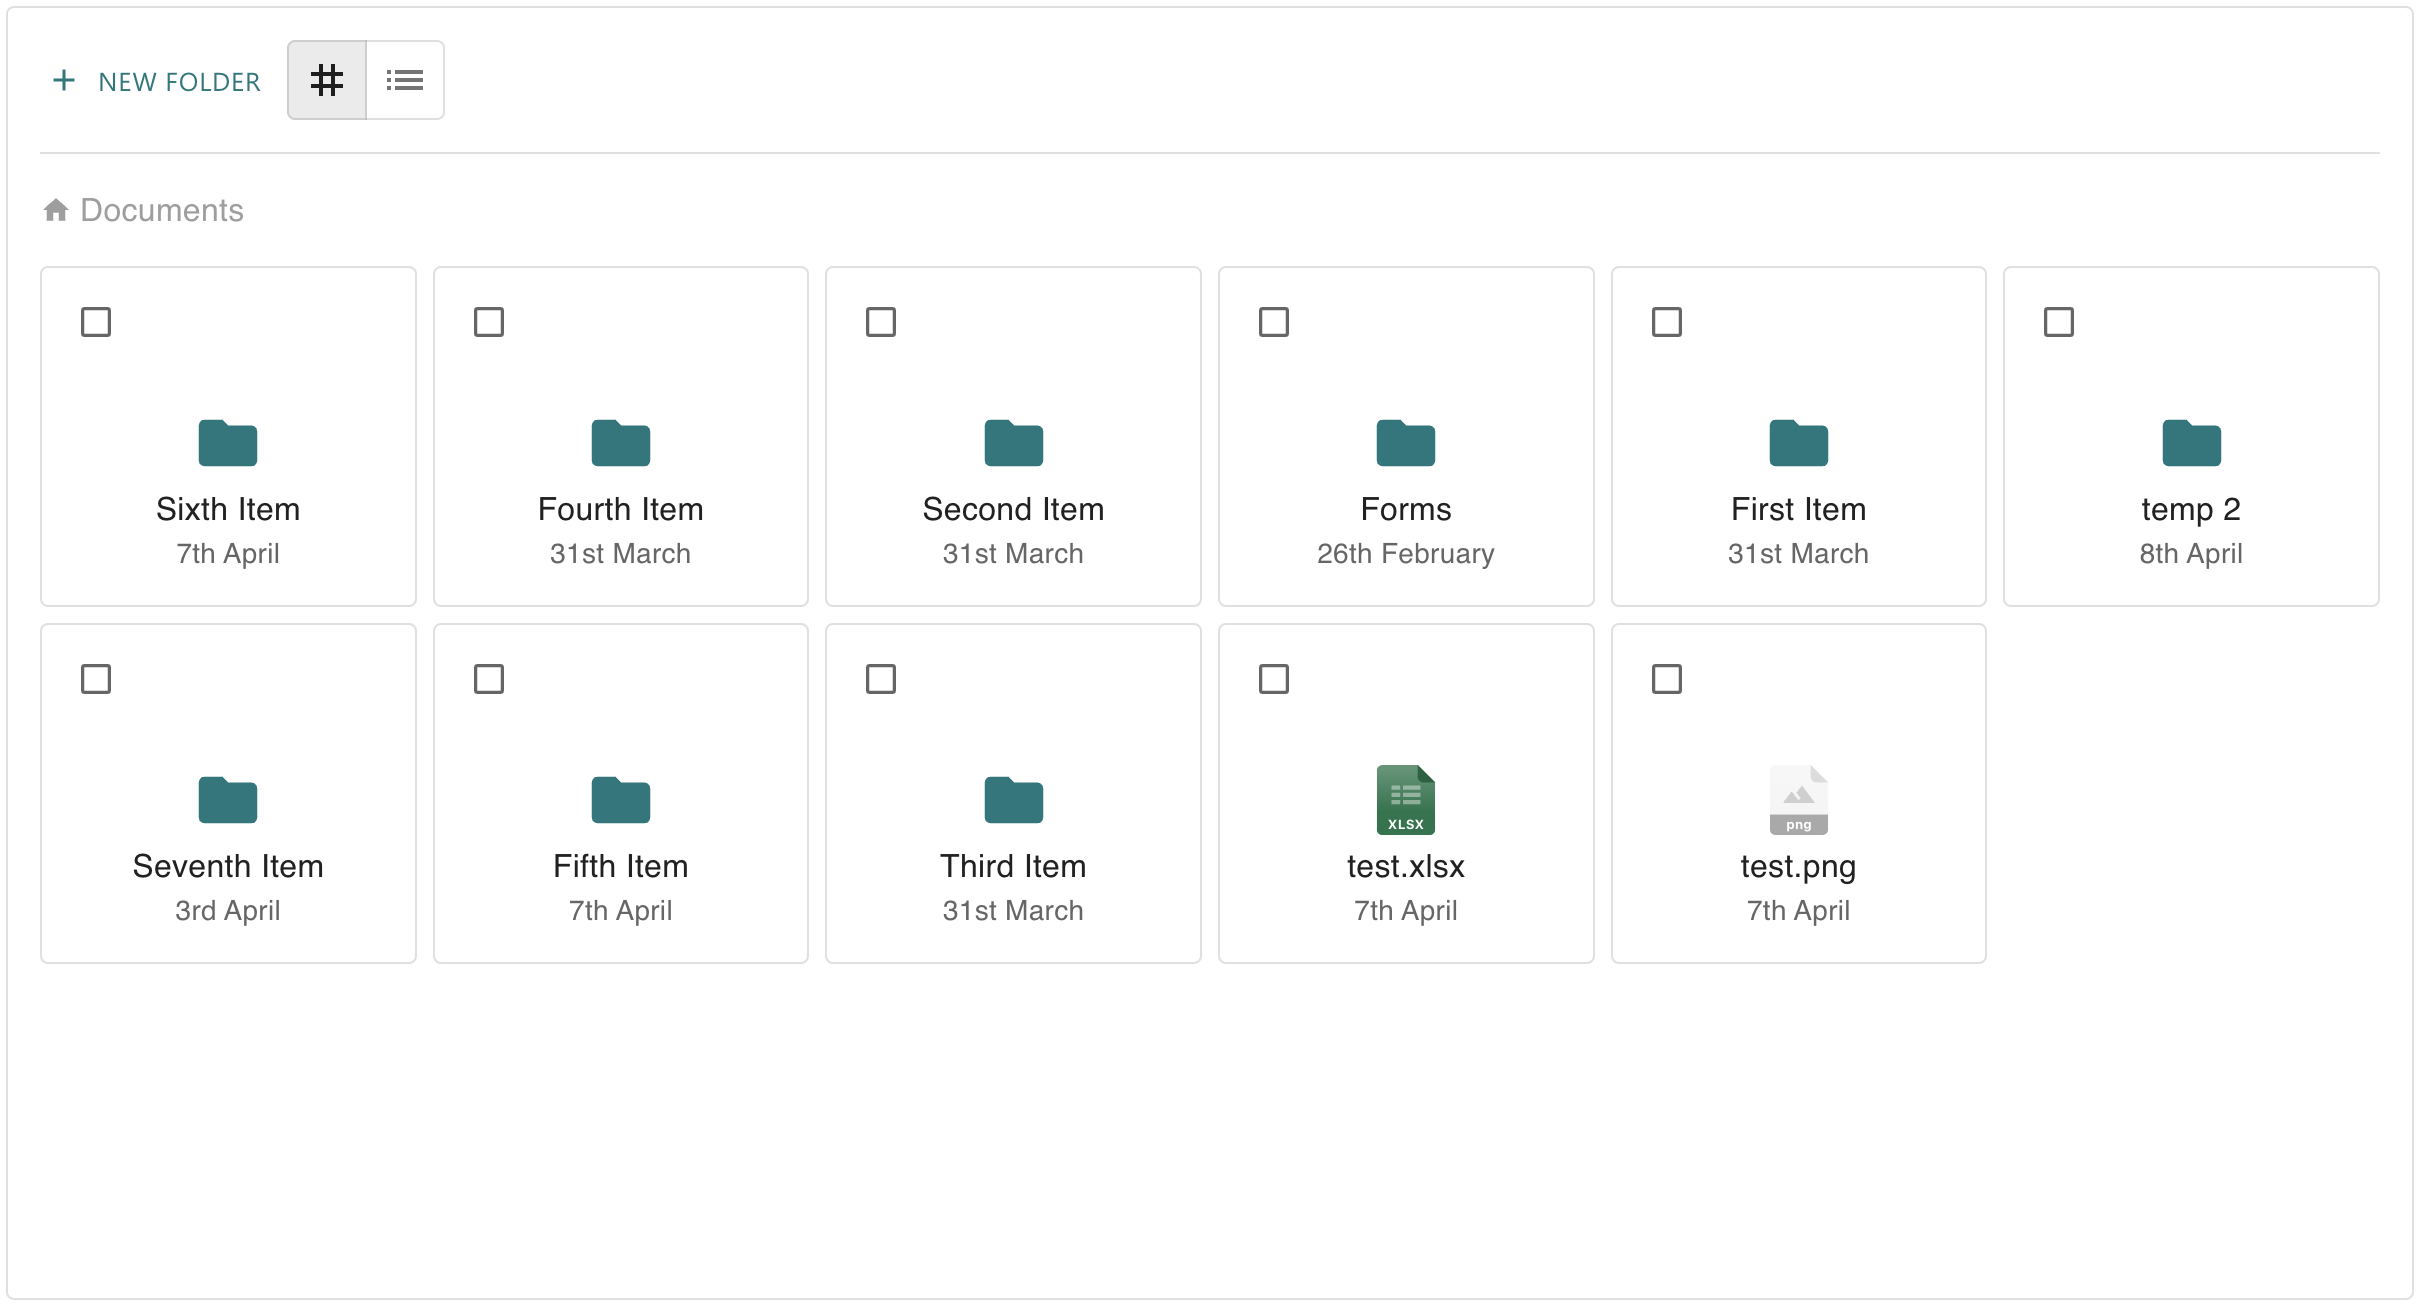 NEW FOLDER
Documents
Sixth Item
7th April
Fourth Item
31st March
Second Item
31st March
Forms
26th February
First Item
31st March
temp 2
8th April
Seventh Item
3rd April
Fifth Item
7th April
Third Item
31st March
XLSX
test.xlsx
7th April
png
test.png
7th April